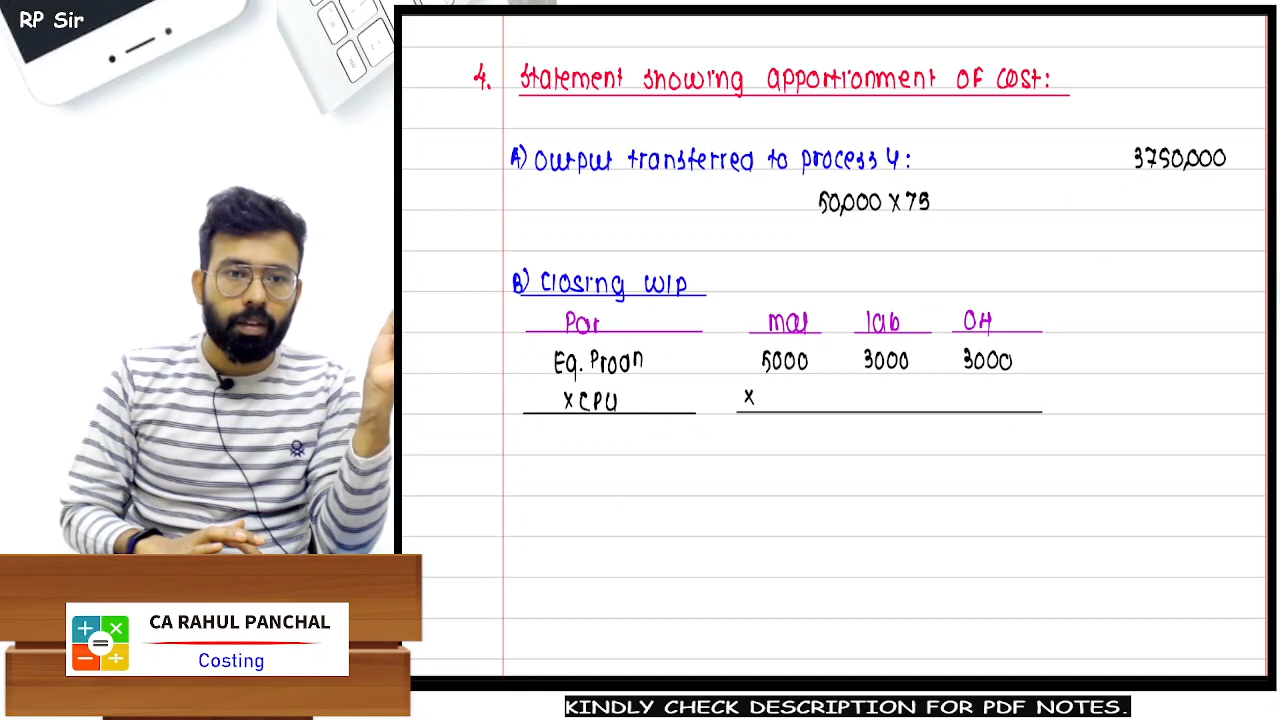 RP Sir
4. Statement showing apportionment of cost:
A) Output transferred to process 4: 3750,000
50,000 x 75
B) Closing WIP
Par Mat lab OH
Eq. Prodn 5000 3000 3000
x CPU x
CA RAHUL PANCHAL
Costing
KINDLY CHECK DESCRIPTION FOR PDF NOTES.